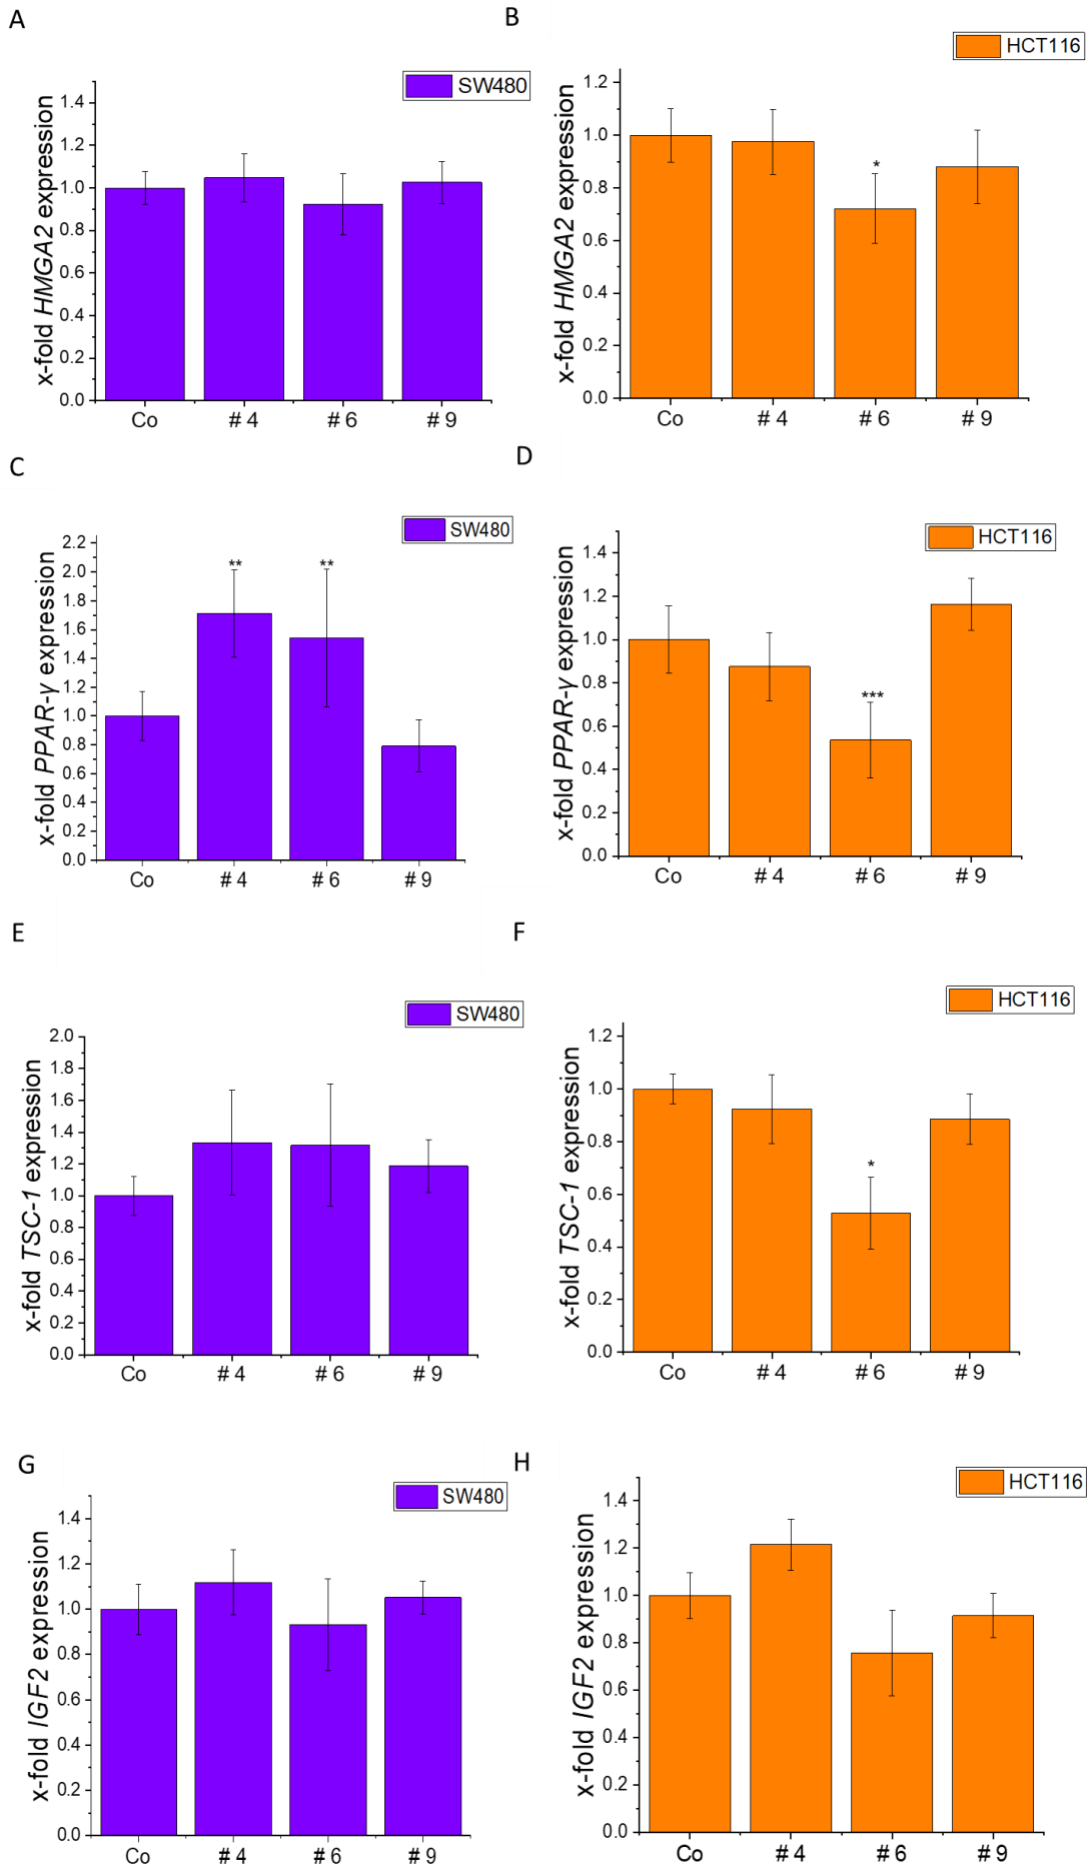 A
SW480
x-fold HMGA2 expression
1.4
1.2
1.0
0.8
0.6
0.4
0.2
0.0
Co # 4 # 6 # 9
B
HCT116
x-fold HMGA2 expression
1.2
1.0
0.8
0.6
0.4
0.2
0.0
*
Co # 4 # 6 # 9
C
SW480
x-fold PPAR-γ expression
2.2
2.0
1.8
1.6
1.4
1.2
1.0
0.8
0.6
0.4
0.2
0.0
** **
Co # 4 # 6 # 9
D
HCT116
x-fold PPAR-γ expression
1.4
1.2
1.0
0.8
0.6
0.4
0.2
0.0
***
Co # 4 # 6 # 9
E
SW480
x-fold TSC-1 expression
2.0
1.8
1.6
1.4
1.2
1.0
0.8
0.6
0.4
0.2
0.0
Co # 4 # 6 # 9
F
HCT116
x-fold TSC-1 expression
1.2
1.0
0.8
0.6
0.4
0.2
0.0
*
Co # 4 # 6 # 9
G
SW480
x-fold IGF2 expression
1.4
1.2
1.0
0.8
0.6
0.4
0.2
0.0
Co # 4 # 6 # 9
H
HCT116
x-fold IGF2 expression
1.4
1.2
1.0
0.8
0.6
0.4
0.2
0.0
Co # 4 # 6 # 9